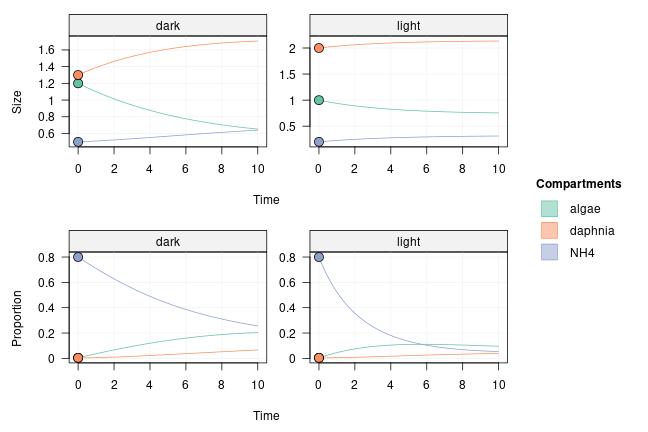 dark light
Size
1.6
1.4
1.2
1
0.8
0.6
2
1.5
1
0.5
0 2 4 6 8 10 0 2 4 6 8 10
Time
Compartments
algae
daphnia
NH4
dark light
Proportion
0.8
0.6
0.4
0.2
0
0.8
0.6
0.4
0.2
0
0 2 4 6 8 10 0 2 4 6 8 10
Time